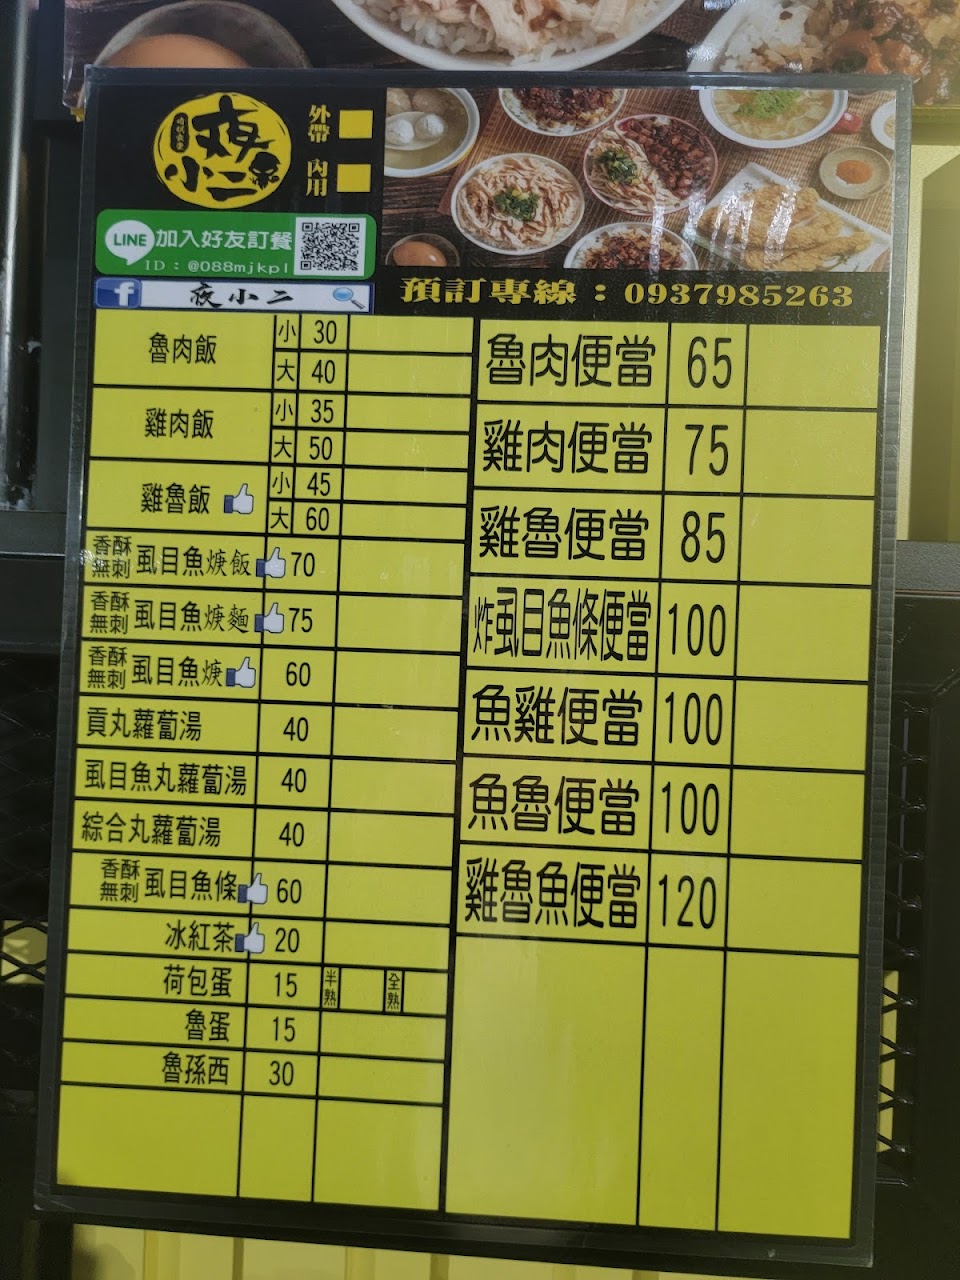 夜小二
外帶
內用
LINE 加入好友訂餐
ID：@088mjkpl
f 夜小二
預訂專線：0937985263
魯肉飯 小 30
大 40
雞肉飯 小 35
大 50
雞魯飯 小 45
大 60
香酥無刺 虱目魚焿飯 70
香酥無刺 虱目魚焿麵 75
香酥無刺 虱目魚焿 60
貢丸蘿蔔湯 40
虱目魚丸蘿蔔湯 40
綜合丸蘿蔔湯 40
香酥無刺 虱目魚條 60
冰紅茶 20
荷包蛋 15 半熟 全熟
魯蛋 15
魯孫西 30
魯肉便當 65
雞肉便當 75
雞魯便當 85
炸虱目魚條便當 100
魚雞便當 100
魚魯便當 100
雞魯魚便當 120